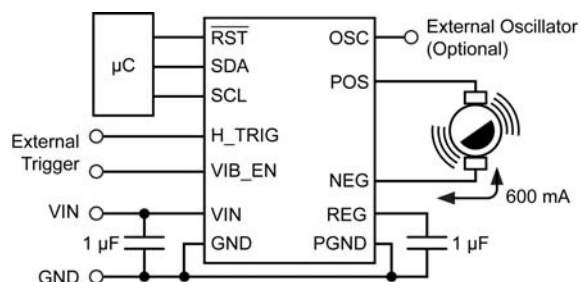 µC
RST
SDA
SCL
H_TRIG
VIB_EN
VIN
GND
OSC
POS
NEG
REG
PGND
External Oscillator
(Optional)
External
Trigger
VIN
1 µF
GND
600 mA
1 µF